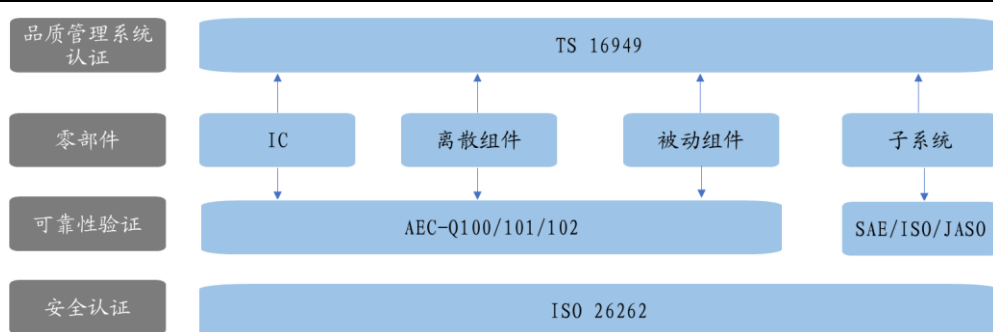 品质管理系统
认证
TS 16949
零部件
IC
离散组件
被动组件
子系统
可靠性验证
AEC-Q100/101/102
SAE/ISO/JASO
安全认证
ISO 26262